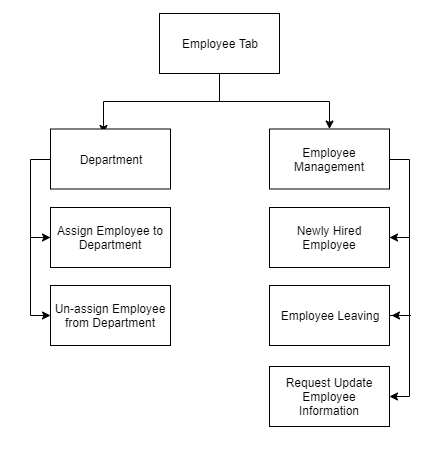 Employee Tab
Department
Employee
Management
Assign Employee to
Department
Newly Hired
Employee
Un-assign Employee
from Department
Employee Leaving
Request Update
Employee
Information